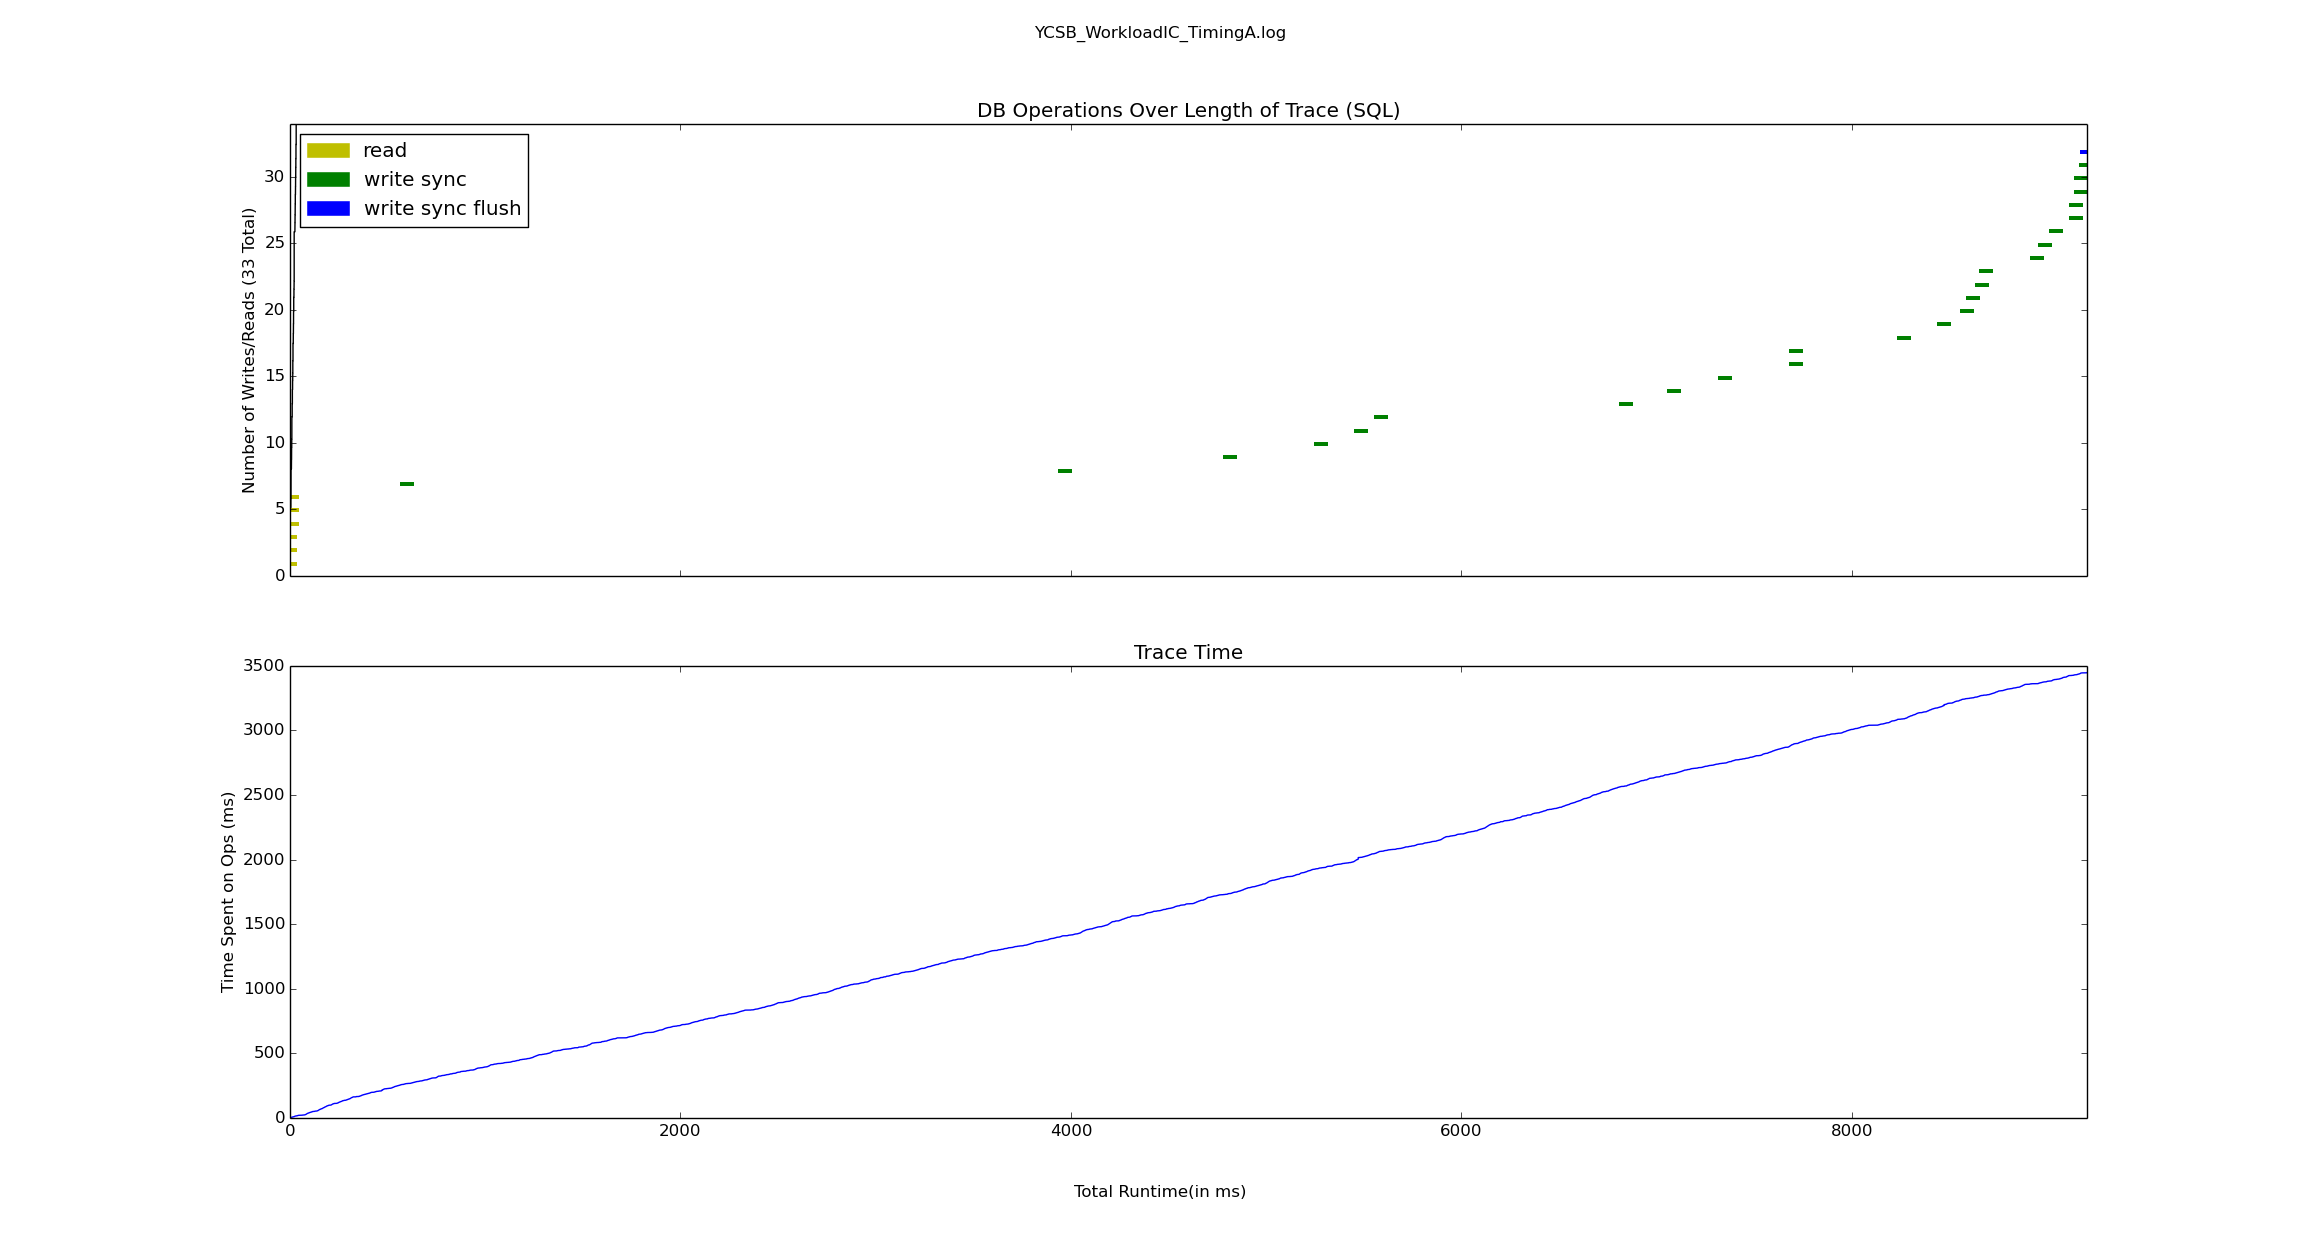 YCSB_WorkloadIC_TimingA.log
DB Operations Over Length of Trace (SQL)
read
write sync
write sync flush
Number of Writes/Reads (33 Total)
30
25
20
15
10
5
0
Trace Time
Time Spent on Ops (ms)
3500
3000
2500
2000
1500
1000
500
0
0 2000 4000 6000 8000
Total Runtime(in ms)